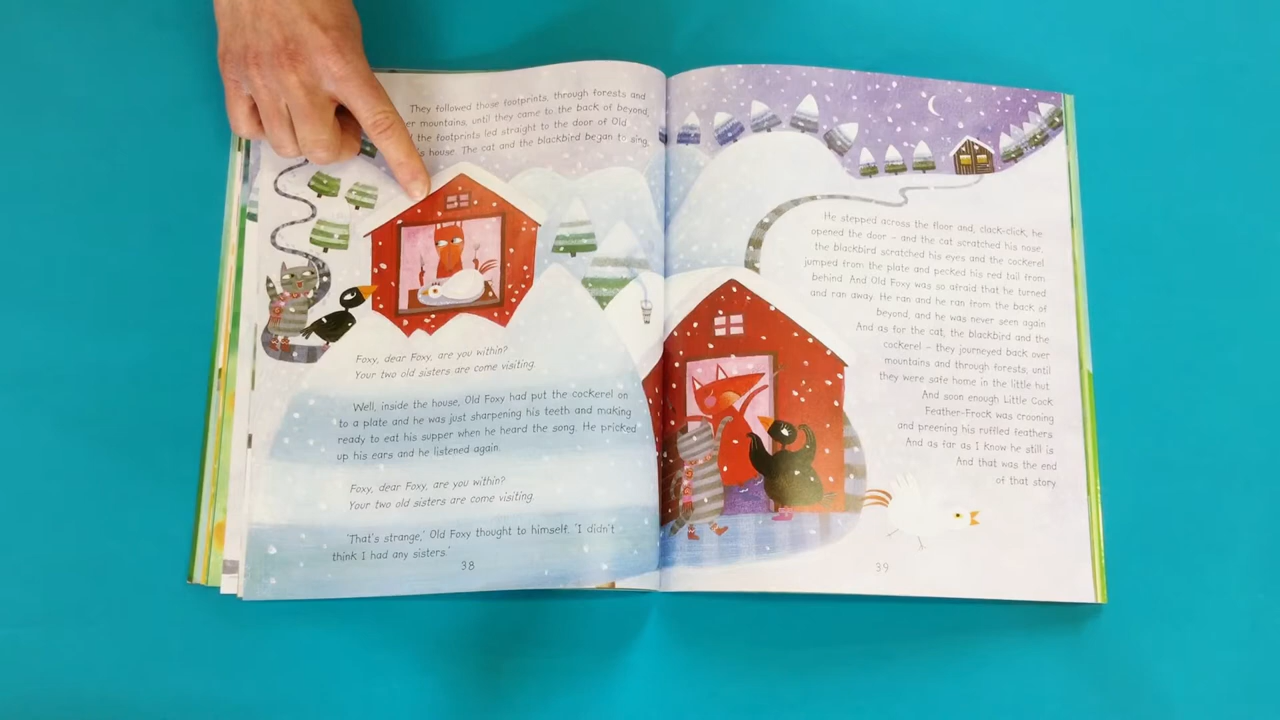 They followed those footprints, through forests and
mountains, until they came to the back of beyond,
the footprints led straight to the door of Old
house. The cat and the blackbird began to sing,
Foxy, dear Foxy, are you within?
Your two old sisters are come visiting.
Well, inside the house, Old Foxy had put the cockerel on
to a plate and he was just sharpening his teeth and making
ready to eat his supper when he heard the song. He pricked
up his ears and he listened again.
Foxy, dear Foxy, are you within?
Your two old sisters are come visiting.
'That's strange,' Old Foxy thought to himself. 'I didn't
think I had any sisters.'
38
He stepped across the floor and, clack-click, he
opened the door – and the cat scratched his nose,
the blackbird scratched his eyes and the cockerel
jumped from the plate and pecked his red tail from
behind. And Old Foxy was so afraid that he turned
and ran away. He ran and he ran from the back of
beyond, and he was never seen again.
And as for the cat, the blackbird and the
cockerel – they journeyed back over
mountains and through forests, until
they were safe home in the little hut.
And soon enough Little Cock
Feather-Frock was crooning
and preening his ruffled feathers.
And as far as I know he still is.
And that was the end
of that story.
39